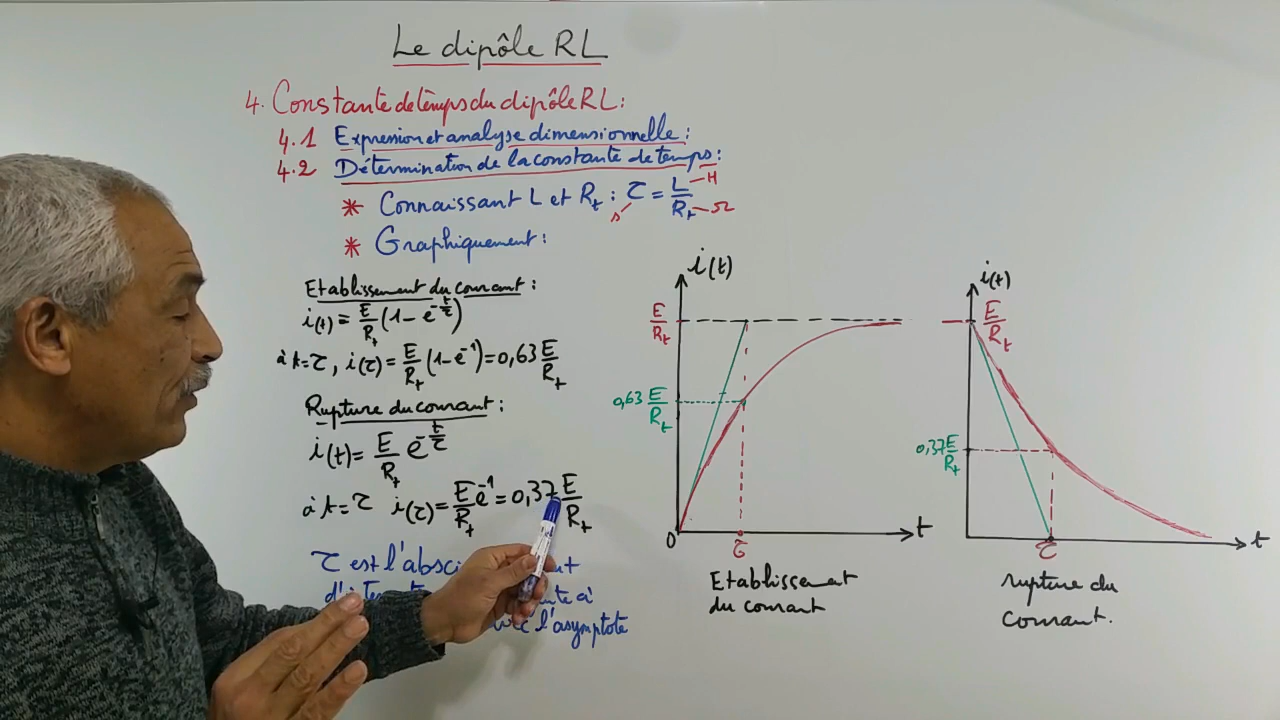 Le dipôle RL
4. Constante de temps du dipôle RL:
4.1 Expression et analyse dimensionnelle:
4.2 Détermination de la constante de temps:
* Connaissant L et Rt : τ = L/Rt
H
Ω
s
* Graphiquement:
Etablissement du courant:
i(t) = E/Rt (1 - e^-t/τ)
à t = τ, i(τ) = E/Rt (1 - e^-1) = 0,63 E/Rt
Rupture du courant:
i(t) = E/Rt e^-t/τ
à t = τ i(τ) = E/Rt e^-1 = 0,37 E/Rt
τ est l'absci
d'i
l'asymptote
i(t)
E/Rt
0,63 E/Rt
0
τ
t
Etablissement
du courant
i(t)
E/Rt
0,37 E/Rt
τ
t
rupture du
courant.